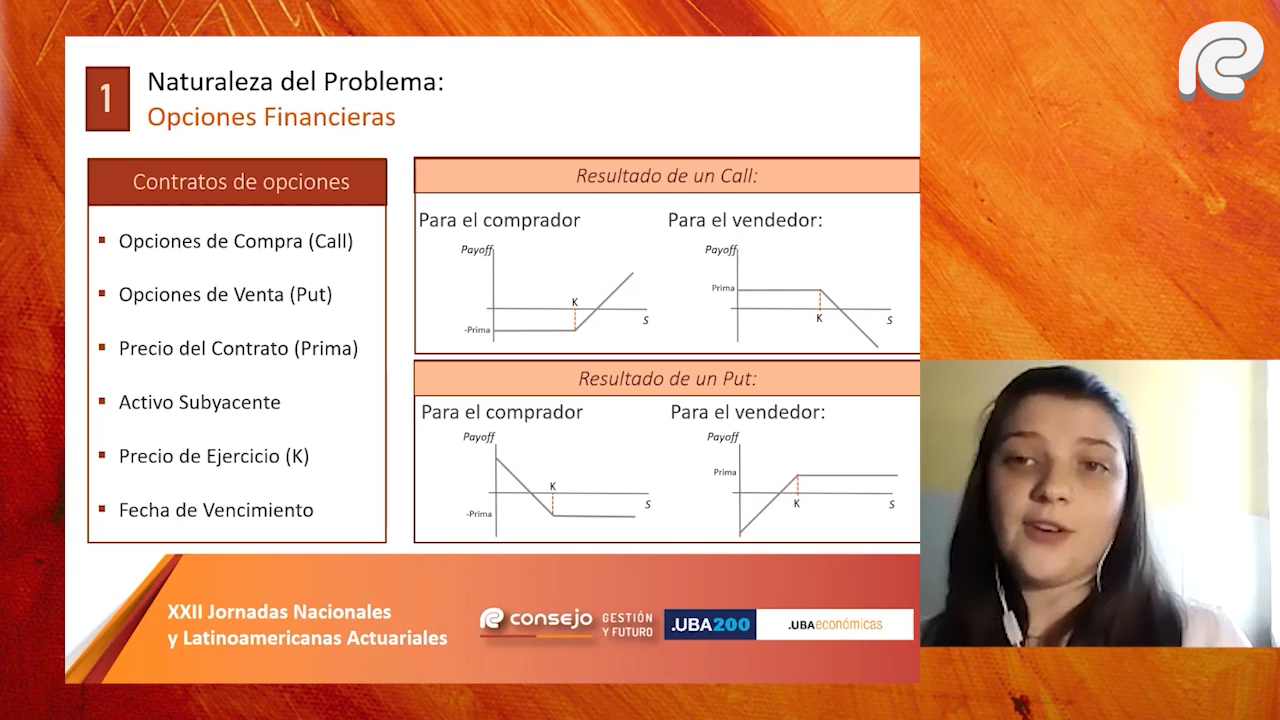 1
Naturaleza del Problema:
Opciones Financieras
Contratos de opciones
Opciones de Compra (Call)
Opciones de Venta (Put)
Precio del Contrato (Prima)
Activo Subyacente
Precio de Ejercicio (K)
Fecha de Vencimiento
Resultado de un Call:
Para el comprador
Payoff
K
S
-Prima
Para el vendedor:
Payoff
Prima
K
S
Resultado de un Put:
Para el comprador
Payoff
K
S
-Prima
Para el vendedor:
Payoff
Prima
K
S
XXII Jornadas Nacionales
y Latinoamericanas Actuariales
consejo
GESTIÓN
Y FUTURO
.UBA200
.UBAeconómicas